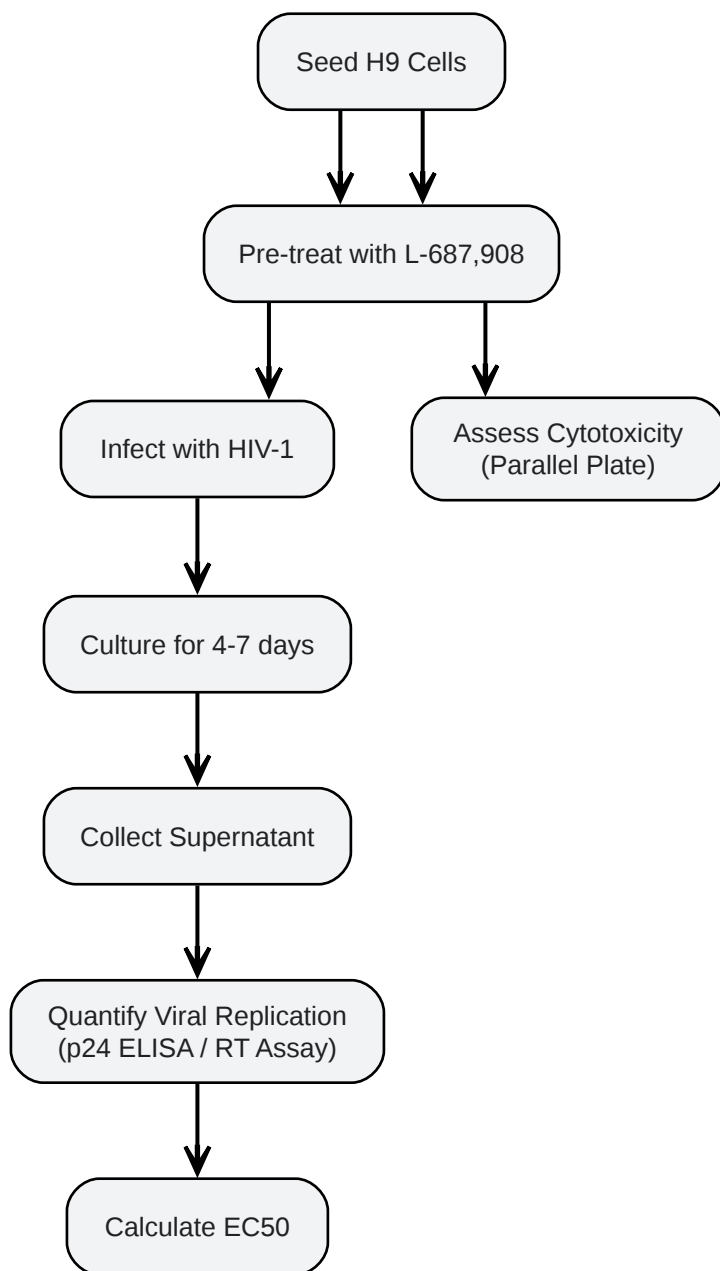 Seed H9 Cells
Pre-treat with L-687,908
Infect with HIV-1
Assess Cytotoxicity
(Parallel Plate)
Culture for 4-7 days
Collect Supernatant
Quantify Viral Replication
(p24 ELISA / RT Assay)
Calculate EC50